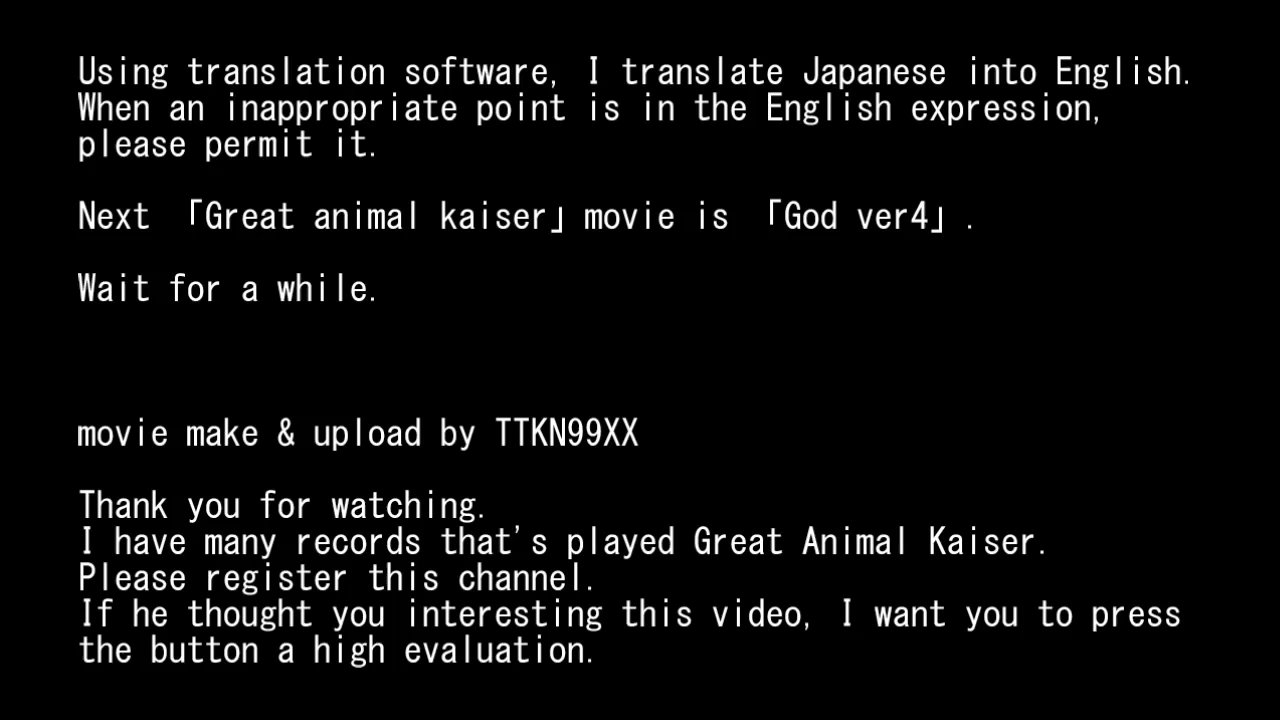 Using translation software, I translate Japanese into English.
When an inappropriate point is in the English expression,
please permit it.
Next 「Great animal kaiser」movie is 「God ver4」.
Wait for a while.
movie make & upload by TTKN99XX
Thank you for watching.
I have many records that's played Great Animal Kaiser.
Please register this channel.
If he thought you interesting this video, I want you to press
the button a high evaluation.